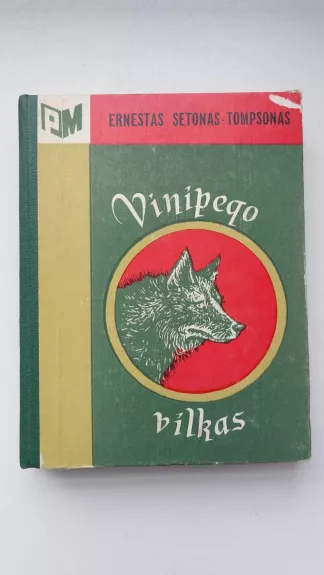 PM
ERNESTAS SETONAS-TOMPSONAS
Vinipego
vilkas